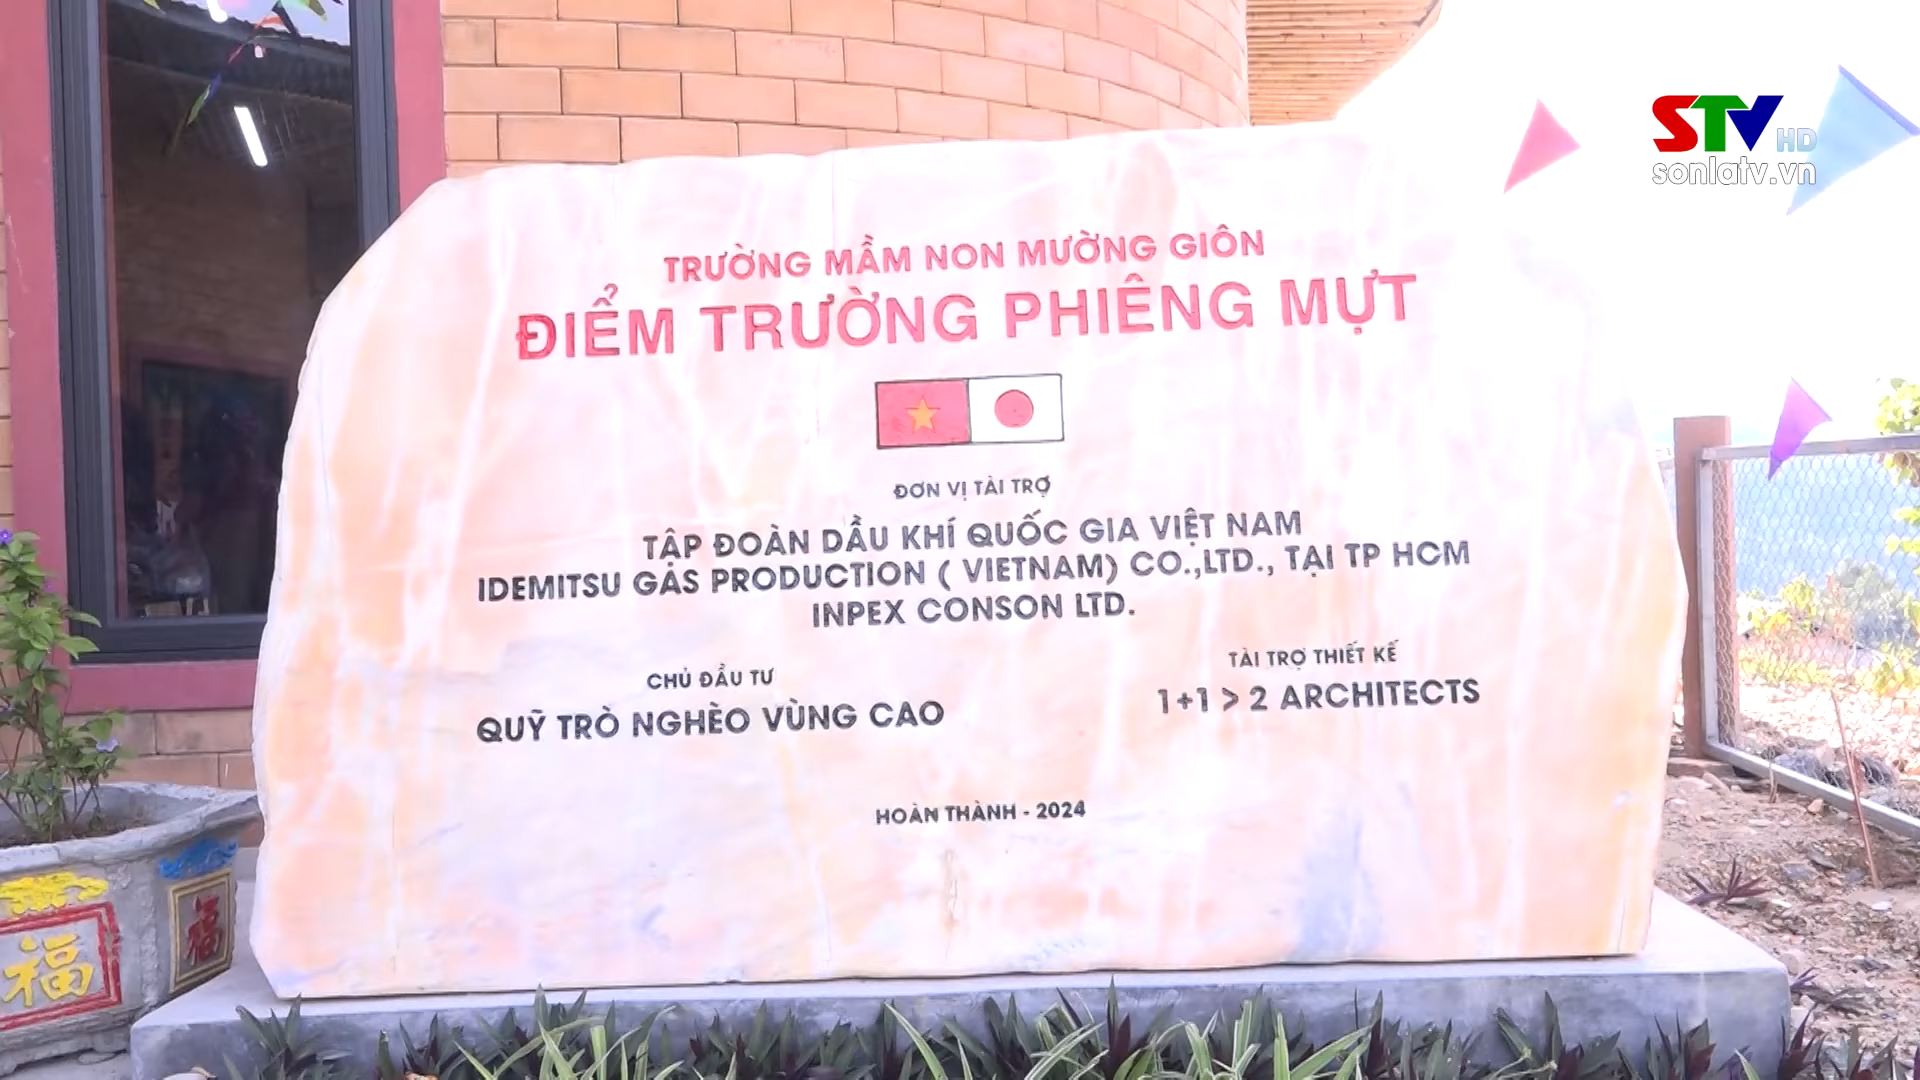 STV HD
sonlatv.vn
TRƯỜNG MẦM NON MƯỜNG GIÔN
ĐIỂM TRƯỜNG PHIÊNG MỰT
ĐƠN VỊ TÀI TRỢ
TẬP ĐOÀN DẦU KHÍ QUỐC GIA VIỆT NAM
IDEMITSU GAS PRODUCTION ( VIETNAM) CO.,LTD., TẠI TP HCM
INPEX CONSON LTD.
CHỦ ĐẦU TƯ
QUỸ TRÒ NGHÈO VÙNG CAO
TÀI TRỢ THIẾT KẾ
1+1 > 2 ARCHITECTS
HOÀN THÀNH - 2024
福
福